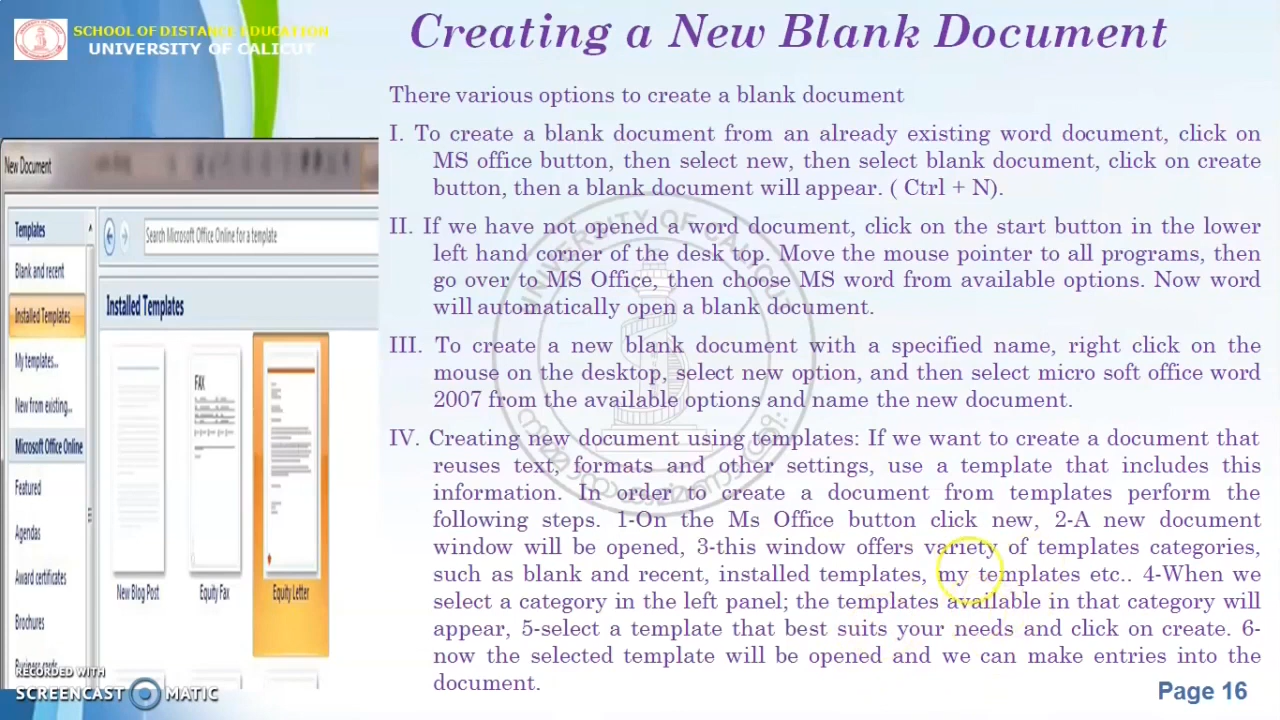 SCHOOL OF DISTANCE EDUCATION
UNIVERSITY OF CALICUT
Creating a New Blank Document
There various options to create a blank document
I. To create a blank document from an already existing word document, click on
MS office button, then select new, then select blank document, click on create
button, then a blank document will appear. ( Ctrl + N).
II. If we have not opened a word document, click on the start button in the lower
left hand corner of the desk top. Move the mouse pointer to all programs, then
go over to MS Office, then choose MS word from available options. Now word
will automatically open a blank document.
III. To create a new blank document with a specified name, right click on the
mouse on the desktop, select new option, and then select micro soft office word
2007 from the available options and name the new document.
IV. Creating new document using templates: If we want to create a document that
reuses text, formats and other settings, use a template that includes this
information. In order to create a document from templates perform the
following steps. 1-On the Ms Office button click new, 2-A new document
window will be opened, 3-this window offers variety of templates categories,
such as blank and recent, installed templates, my templates etc.. 4-When we
select a category in the left panel; the templates available in that category will
appear, 5-select a template that best suits your needs and click on create. 6-
now the selected template will be opened and we can make entries into the
document.
New Document
Templates
Search Microsoft Office Online for a template
Blank and recent
Installed Templates
Installed Templates
My templates...
New from existing...
Microsoft Office Online
Featured
Agendas
Award certificates
Brochures
Business cards
FAX
New Blog Post
Equity Fax
Equity Letter
UNIVERSITY OF CALICUT
RECORDED WITH
SCREENCAST MATIC
Page 16